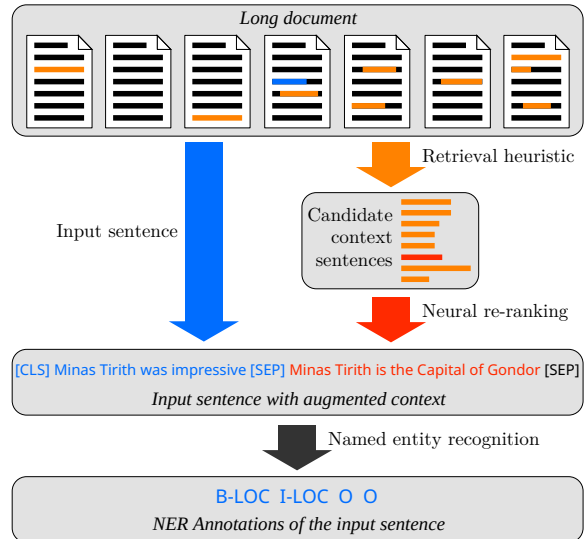 Long document
Retrieval heuristic
Input sentence
Candidate
context
sentences
Neural re-ranking
[CLS] Minas Tirith was impressive [SEP] Minas Tirith is the Capital of Gondor [SEP]
Input sentence with augmented context
Named entity recognition
B-LOC I-LOC O O
NER Annotations of the input sentence